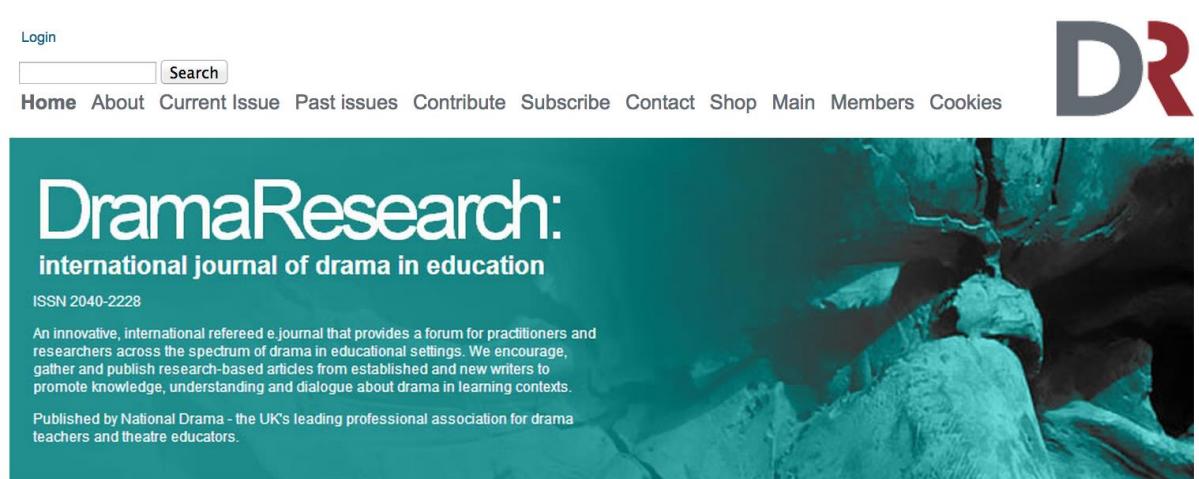 Login
Search
Home About Current Issue Past issues Contribute Subscribe Contact Shop Main Members Cookies
DR
DramaResearch:
international journal of drama in education
ISSN 2040-2228
An innovative, international refereed e.journal that provides a forum for practitioners and
researchers across the spectrum of drama in educational settings. We encourage,
gather and publish research-based articles from established and new writers to
promote knowledge, understanding and dialogue about drama in learning contexts.
Published by National Drama - the UK's leading professional association for drama
teachers and theatre educators.